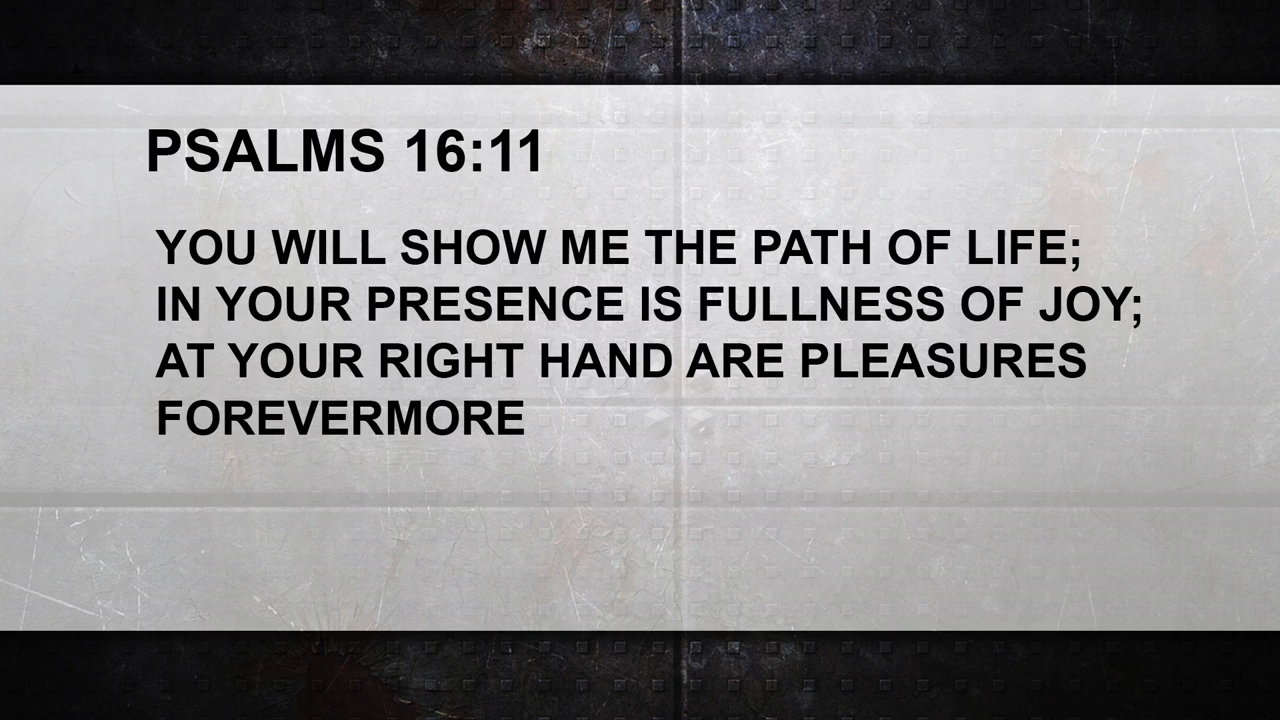 PSALMS 16:11
YOU WILL SHOW ME THE PATH OF LIFE;
IN YOUR PRESENCE IS FULLNESS OF JOY;
AT YOUR RIGHT HAND ARE PLEASURES
FOREVERMORE